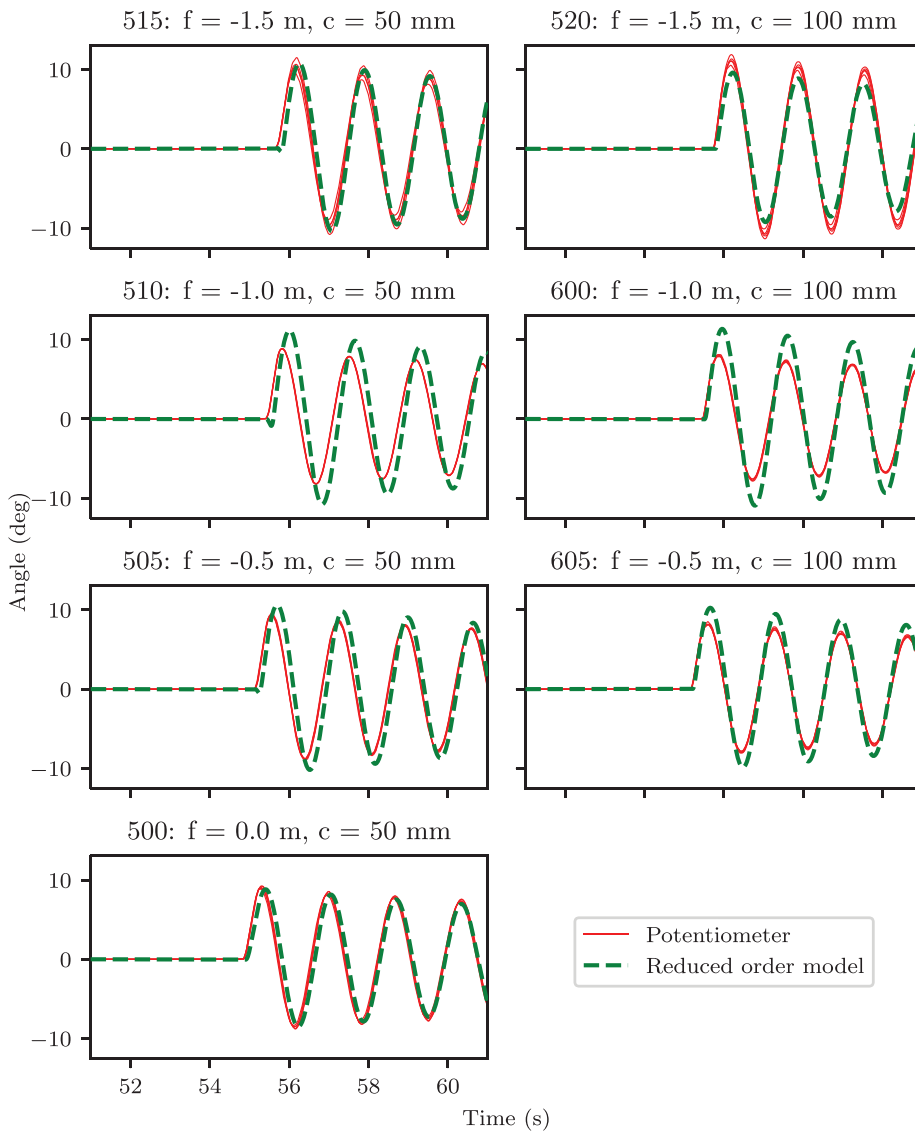 515: f = -1.5 m, c = 50 mm
520: f = -1.5 m, c = 100 mm
10
0
−10
510: f = -1.0 m, c = 50 mm
600: f = -1.0 m, c = 100 mm
10
0
−10
Angle (deg)
505: f = -0.5 m, c = 50 mm
605: f = -0.5 m, c = 100 mm
10
0
−10
500: f = 0.0 m, c = 50 mm
10
0
−10
52 54 56 58 60
Potentiometer
Reduced order model
Time (s)